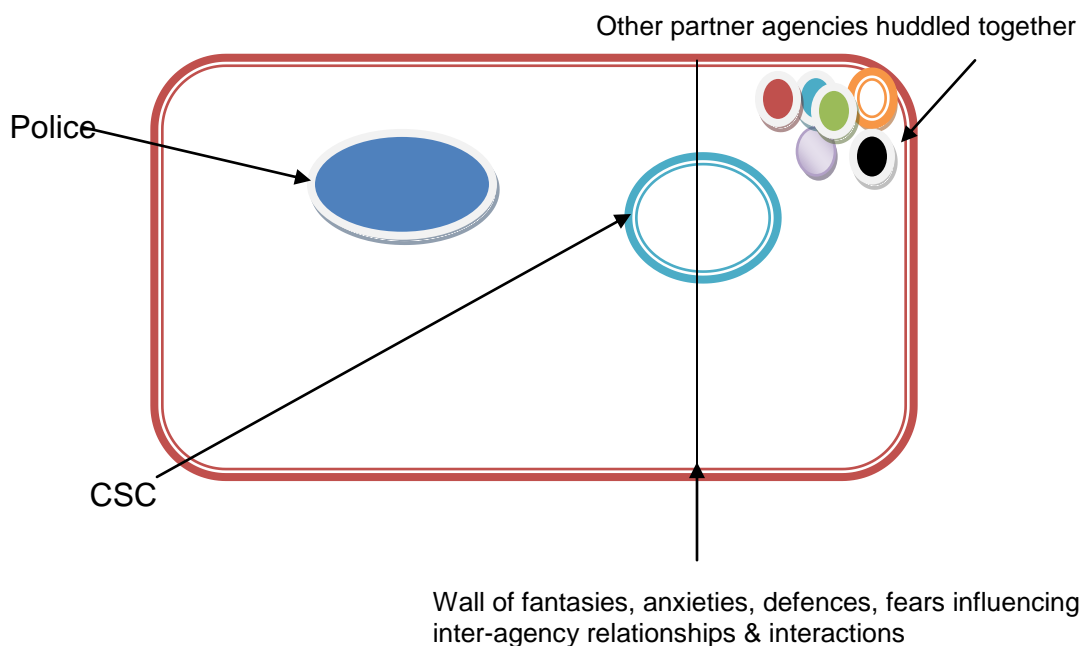 Other partner agencies huddled together
Police
CSC
Wall of fantasies, anxieties, defences, fears influencing
inter-agency relationships & interactions